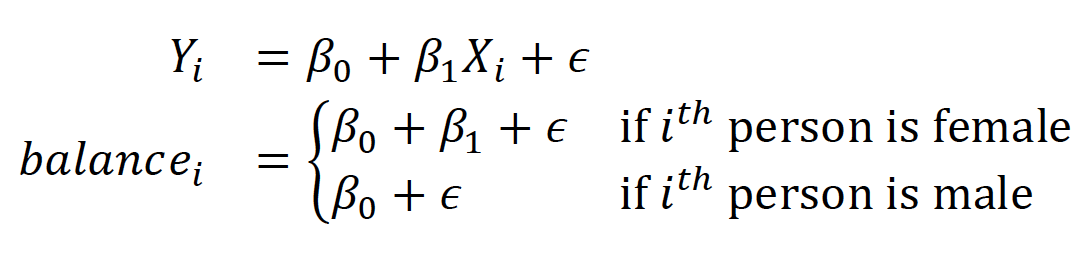 Yᵢ = β₀ + β₁Xᵢ + ϵ
balanceᵢ = {β₀ + β₁ + ϵ if iᵗʰ person is female
β₀ + ϵ if iᵗʰ person is male